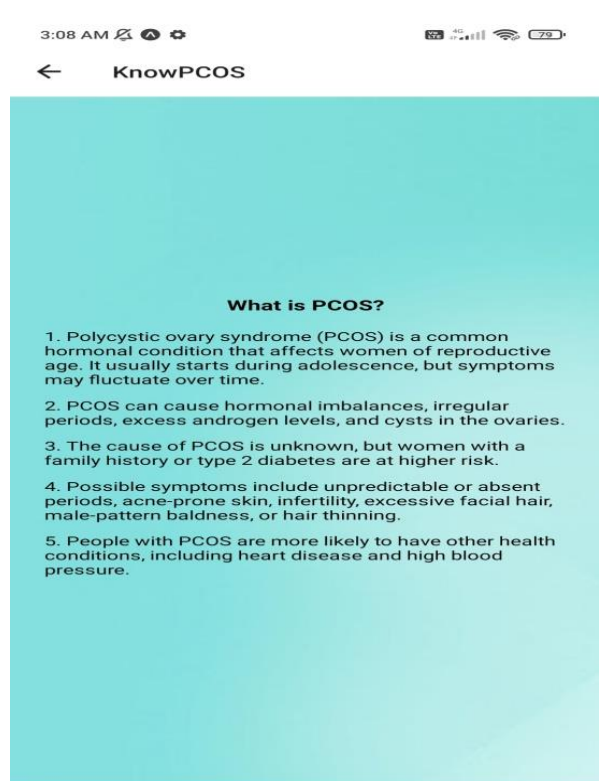 3:08 AM
Vo LTE 4G 79
KnowPCOS
What is PCOS?
1. Polycystic ovary syndrome (PCOS) is a common
hormonal condition that affects women of reproductive
age. It usually starts during adolescence, but symptoms
may fluctuate over time.
2. PCOS can cause hormonal imbalances, irregular
periods, excess androgen levels, and cysts in the ovaries.
3. The cause of PCOS is unknown, but women with a
family history or type 2 diabetes are at higher risk.
4. Possible symptoms include unpredictable or absent
periods, acne-prone skin, infertility, excessive facial hair,
male-pattern baldness, or hair thinning.
5. People with PCOS are more likely to have other health
conditions, including heart disease and high blood
pressure.